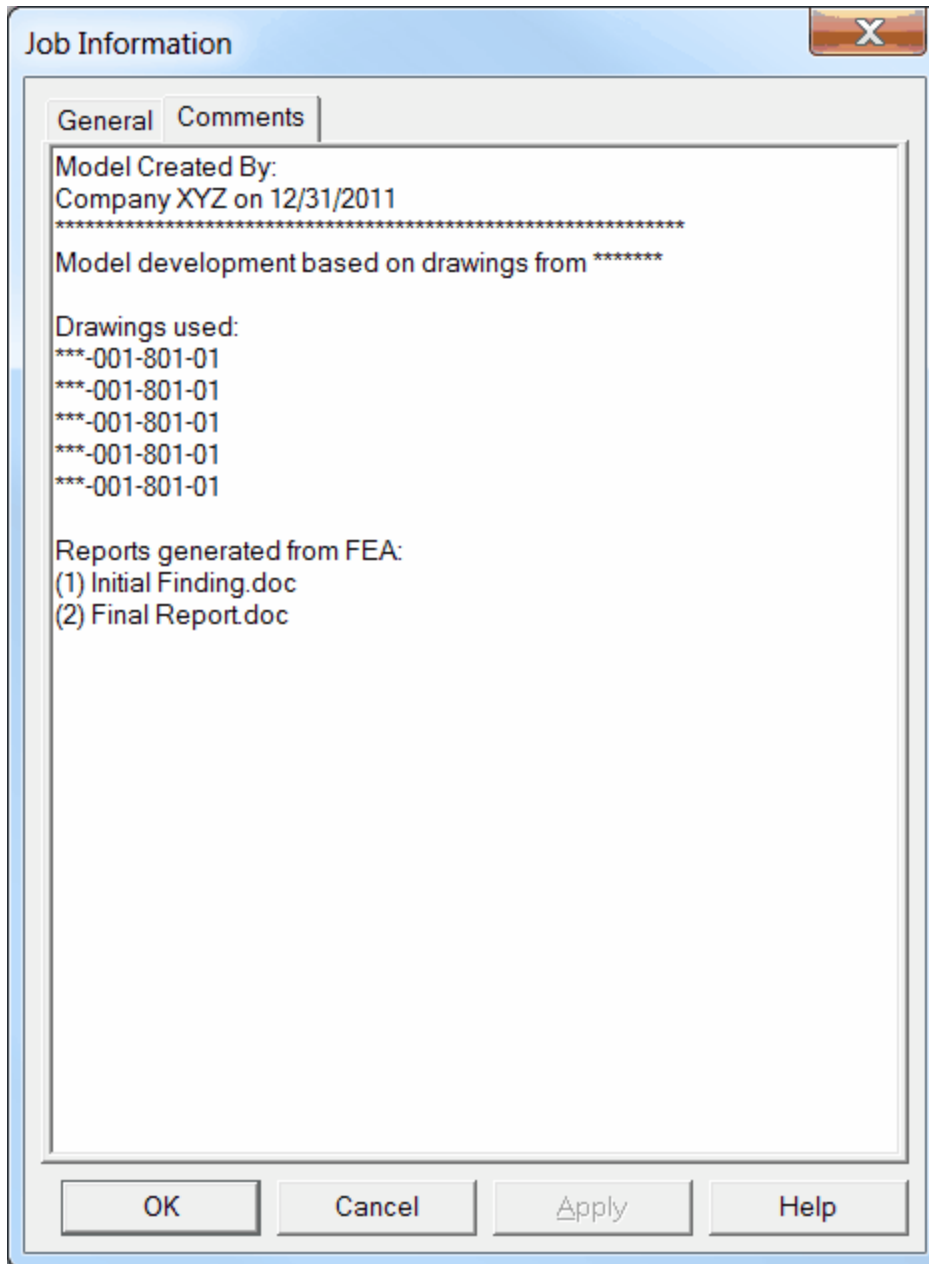 Job Information
X
General Comments
Model Created By:
Company XYZ on 12/31/2011
***************************************************************
Model development based on drawings from *******
Drawings used:
***-001-801-01
***-001-801-01
***-001-801-01
***-001-801-01
***-001-801-01
Reports generated from FEA:
(1) Initial Finding.doc
(2) Final Report.doc
OK Cancel Apply Help